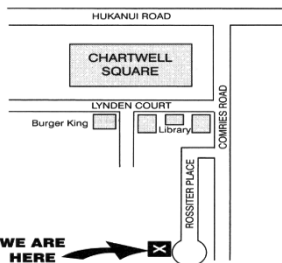 HUKANUI ROAD
CHARTWELL
SQUARE
LYNDEN COURT
Burger King
Library
COMRIES ROAD
ROSSITER PLACE
WE ARE
HERE
X